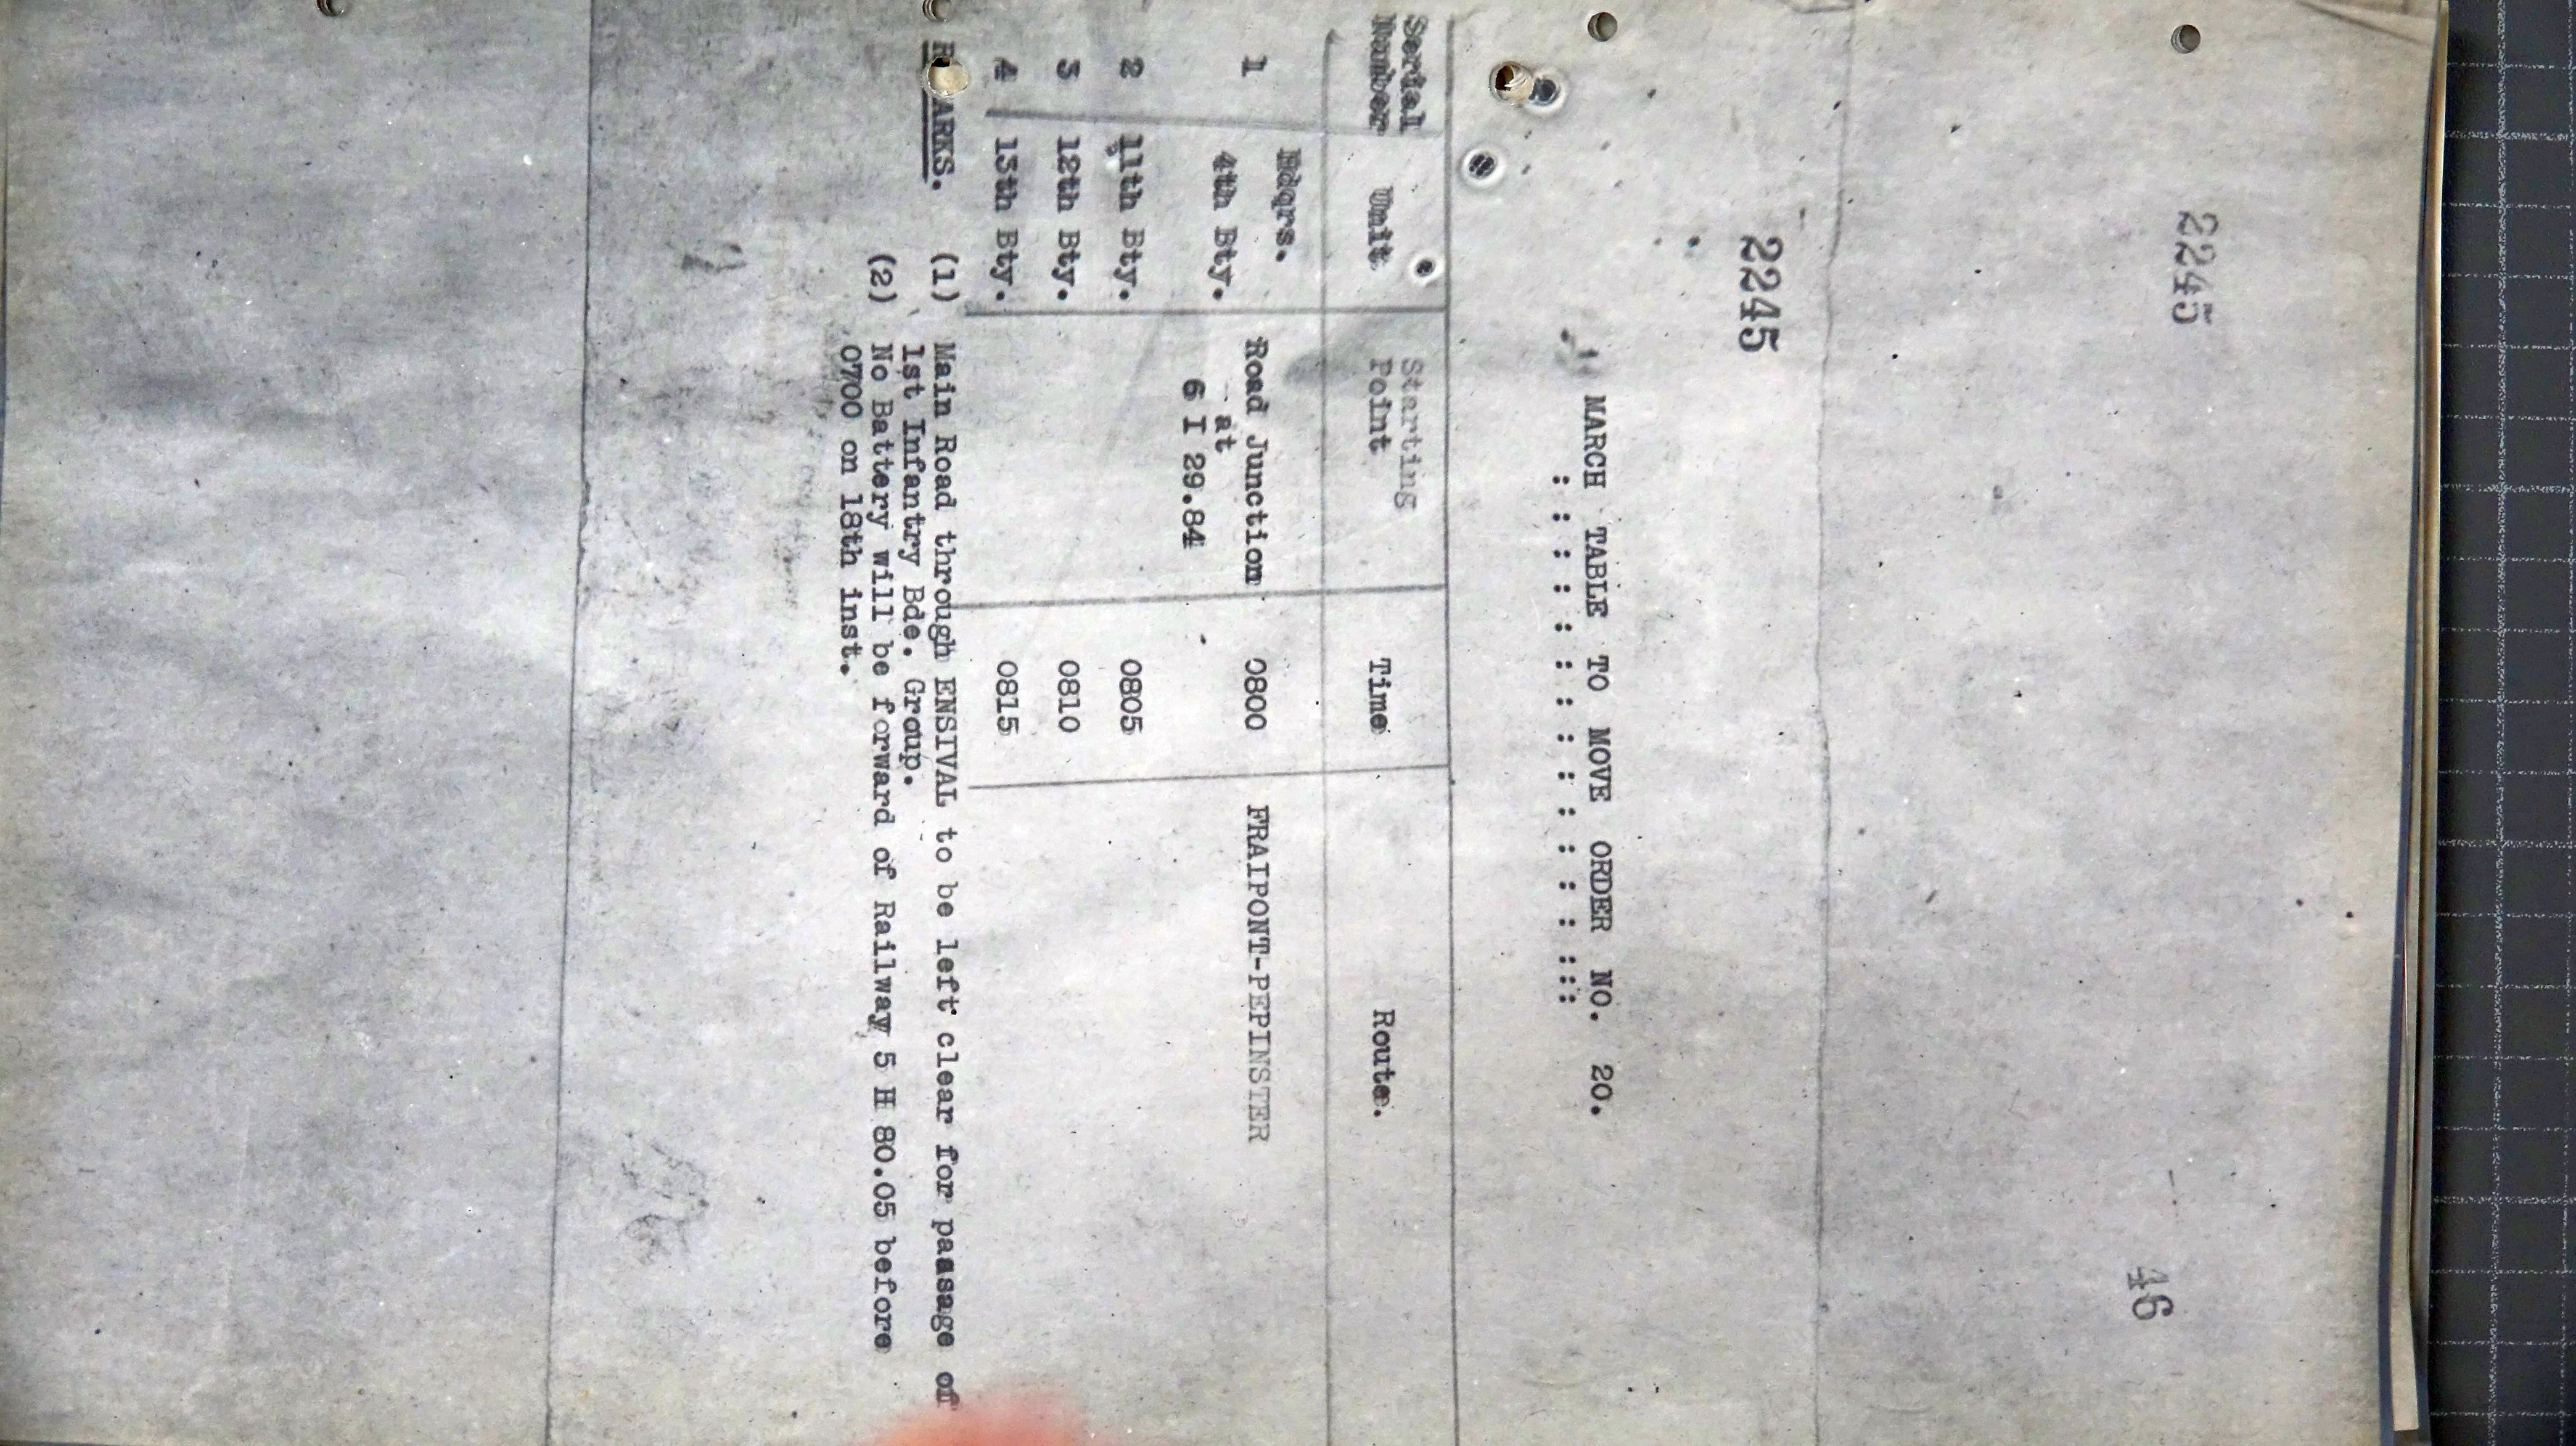 2245
46
2245
MARCH TABLE TO MOVE ORDER NO. 20.
: : : : : : : : : : : : : :::
Serial Number Unit Starting Point Time Route.
1 Hdqrs. 4th Bty. Road Junction at 6 I 29.84 0800 FRAIPONT-PEPINSTER
2 11th Bty. 0805
3 12th Bty. 0810
4 13th Bty. 0815
R ARKS. (1) Main Road through ENSIVAL to be left clear for passage of
1st Infantry Bde. Group.
(2) No Battery will be forward of Railway 5 H 80.05 before
0700 on 18th inst.